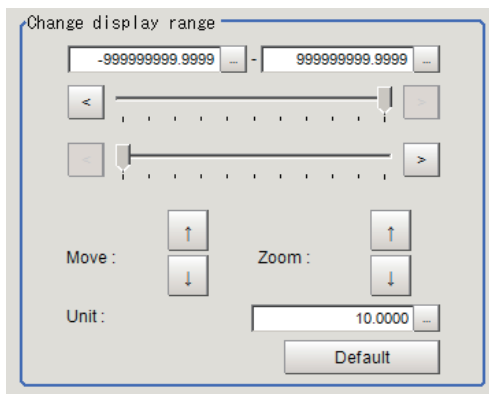 Change display range
-999999999.9999 ... - 999999999.9999 ...
< >
< >
Move : ↑ Zoom : ↑
↓ ↓
Unit : 10.0000 ...
Default